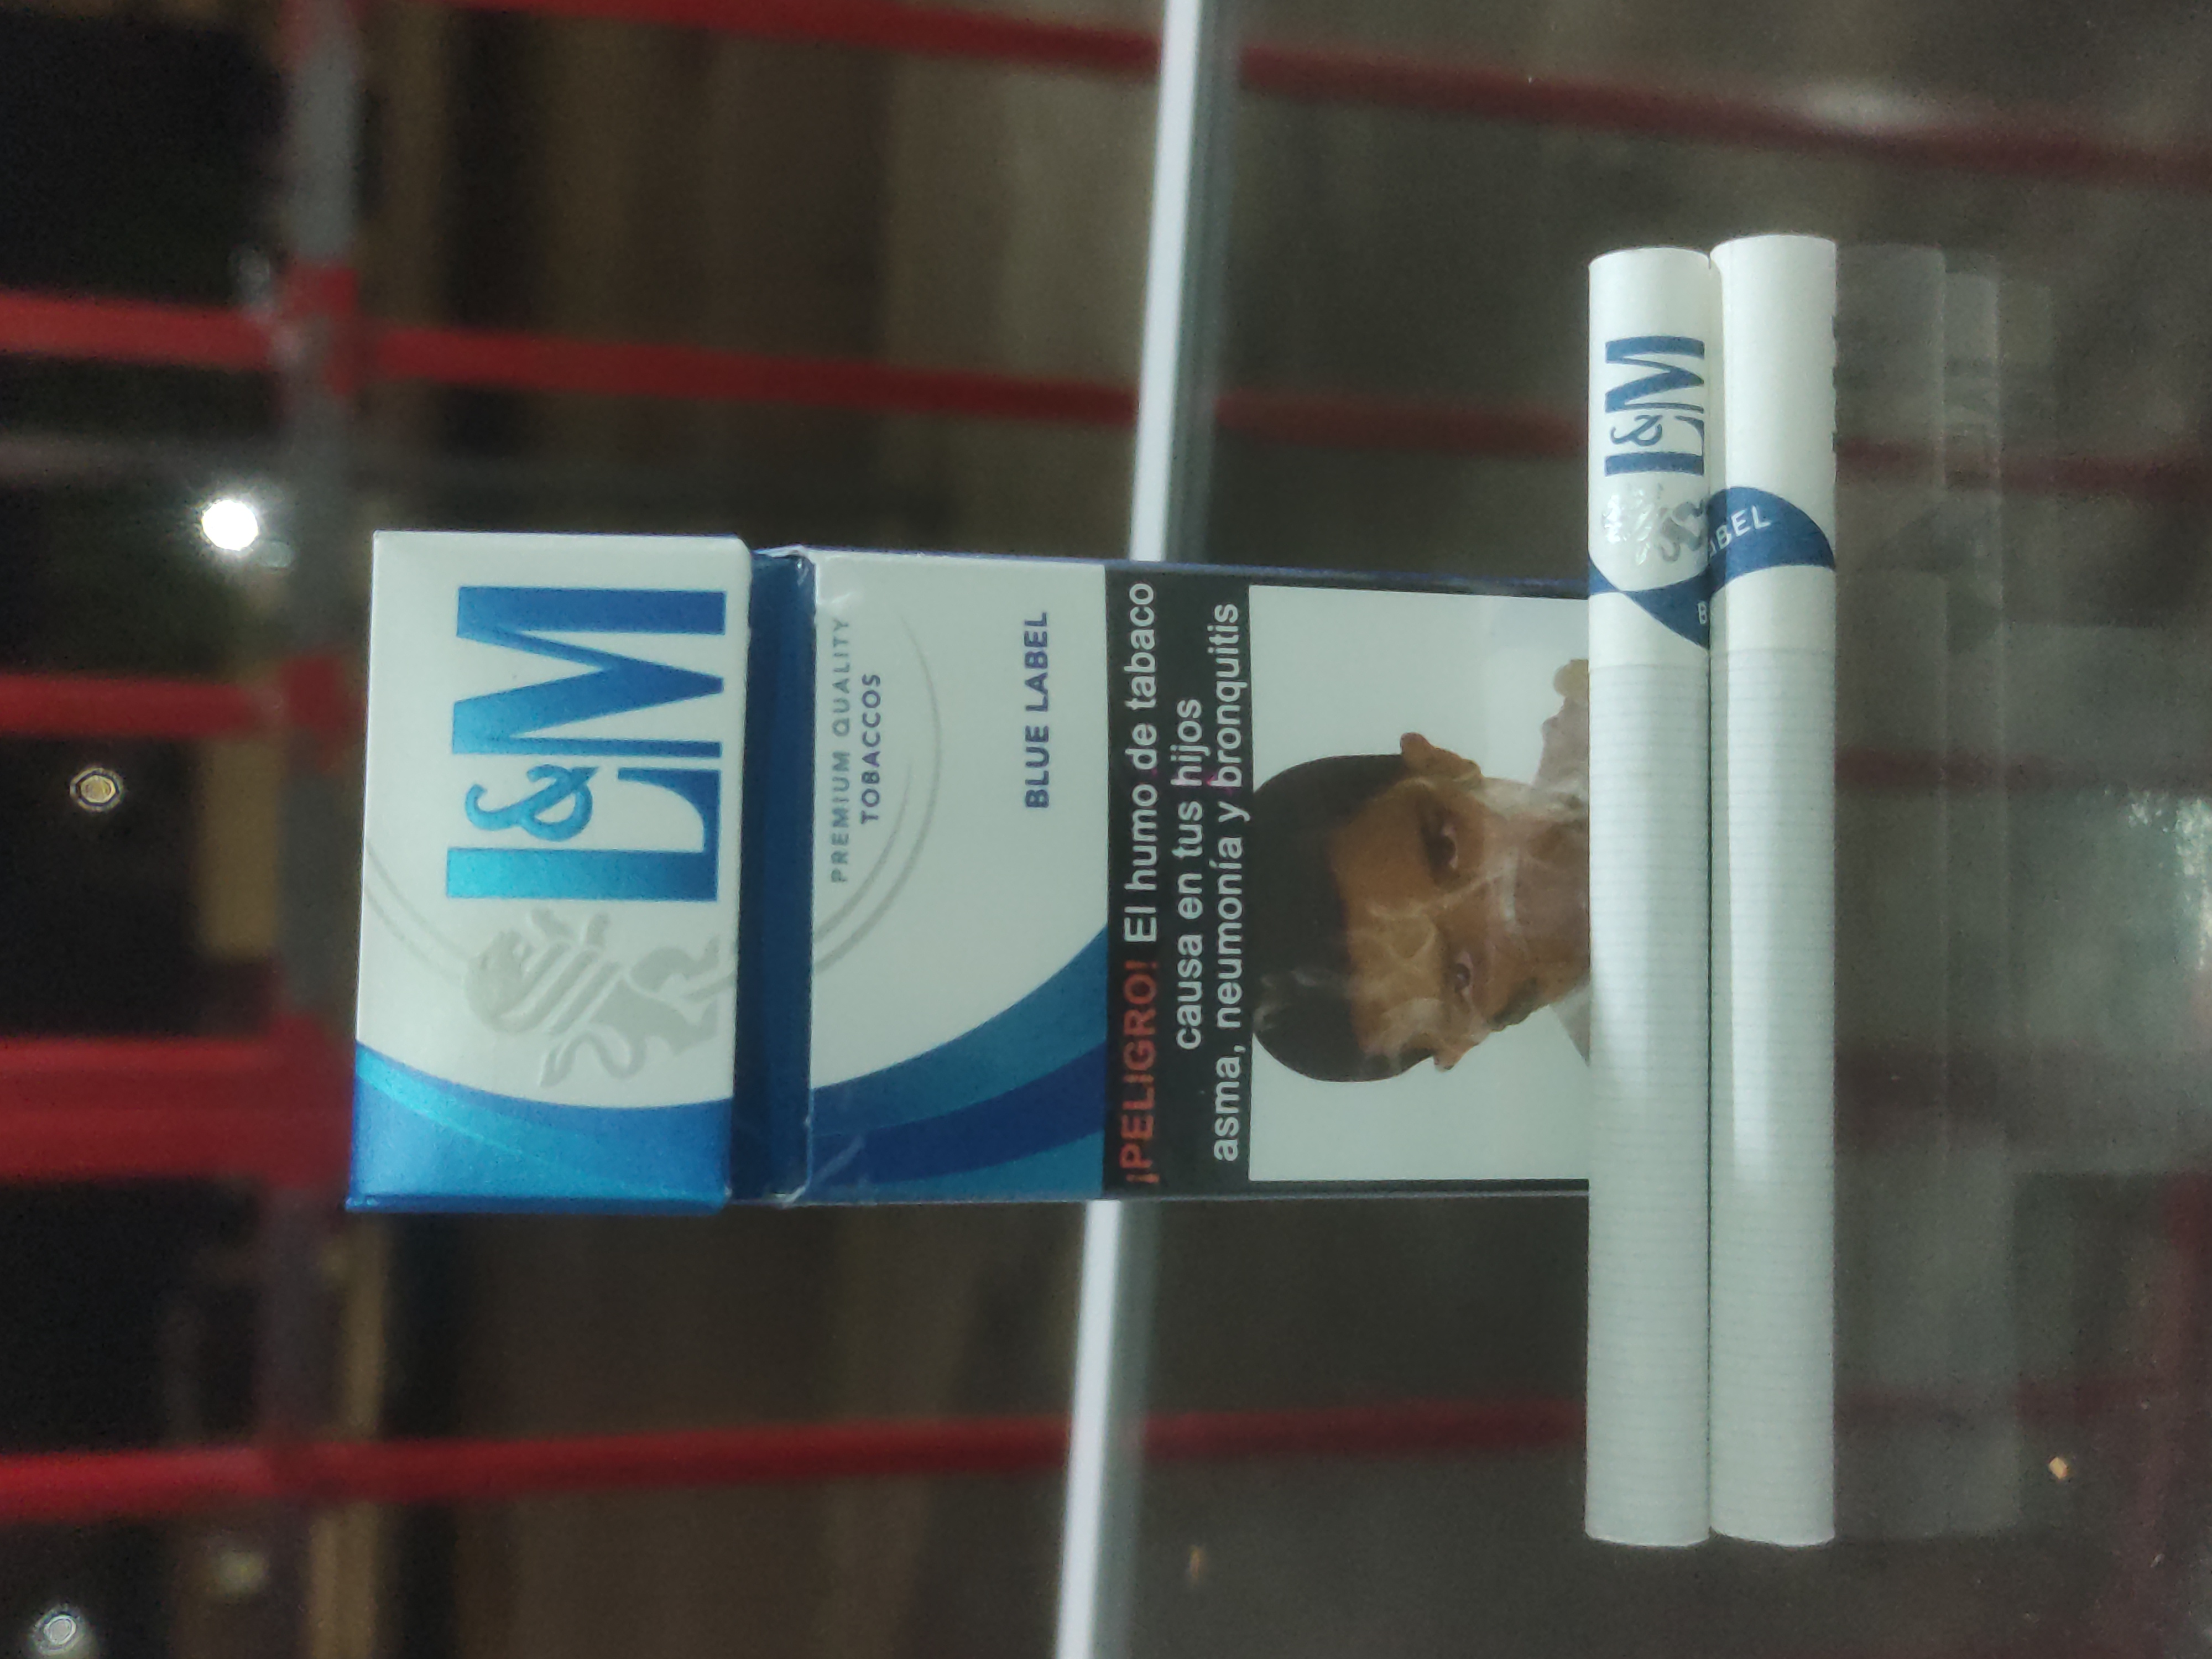 L&M
PREMIUM QUALITY
TOBACCOS
BLUE LABEL
¡PELIGRO! El humo de tabaco
causa en tus hijos
asma, neumonía y bronquitis
L&M